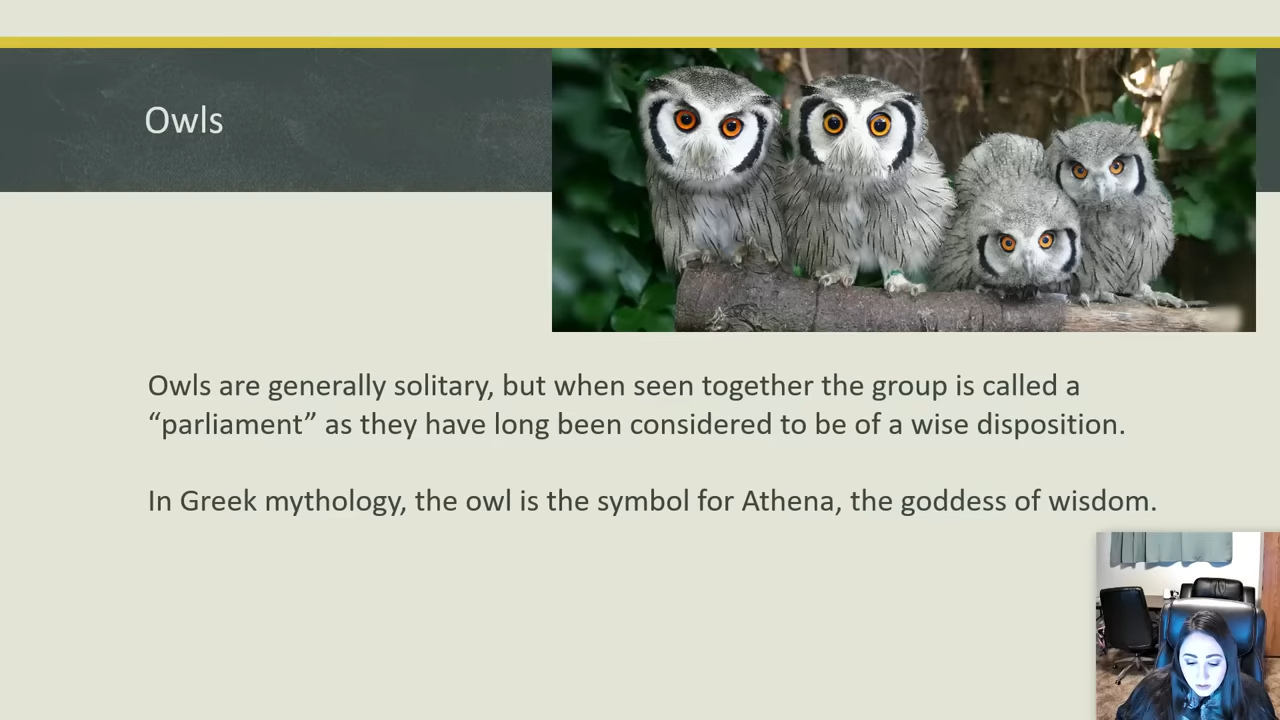 Owls
Owls are generally solitary, but when seen together the group is called a
“parliament” as they have long been considered to be of a wise disposition.
In Greek mythology, the owl is the symbol for Athena, the goddess of wisdom.